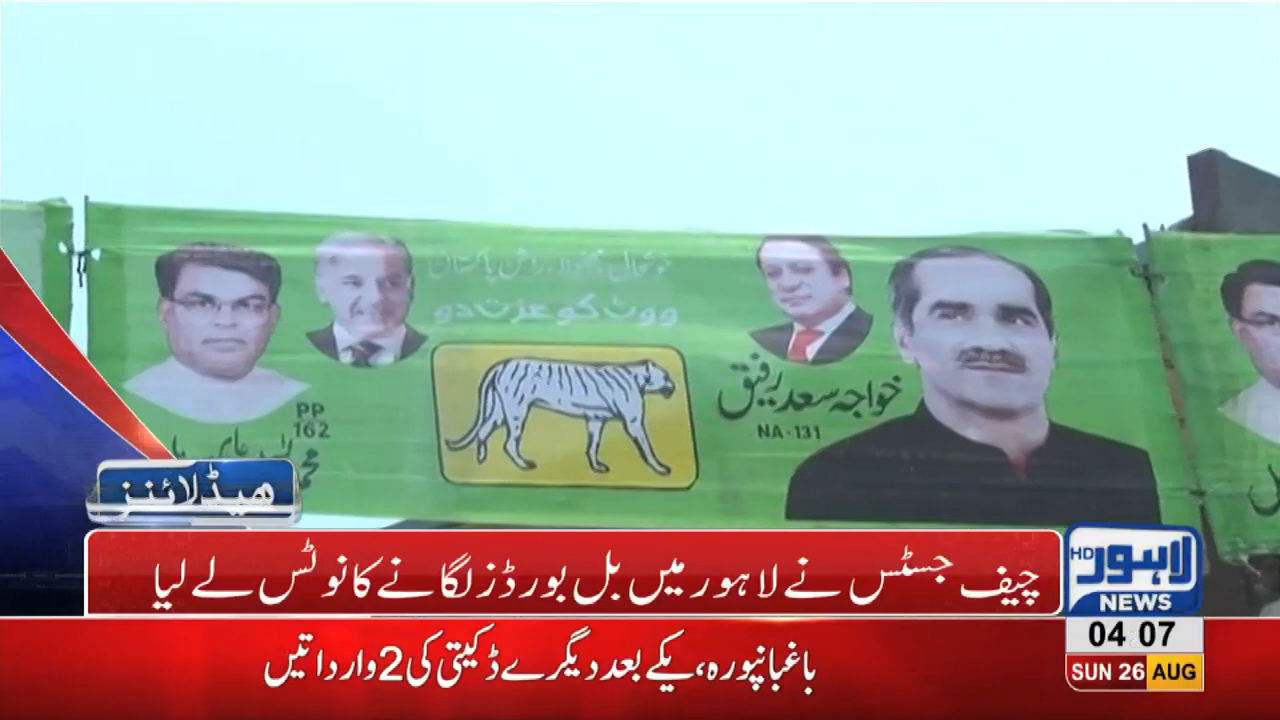 ووٹ کو عزت دو
خواجہ سعد رفیق
NA-131
PP
162
ہیڈلائنز
چیف جسٹس نے لاہور میں بل بورڈز لگانے کا نوٹس لے لیا
باغبانپورہ، یکے بعد دیگرے ڈکیتی کی 2 وارداتیں
لاہور
HD
NEWS
04 07
SUN 26 AUG